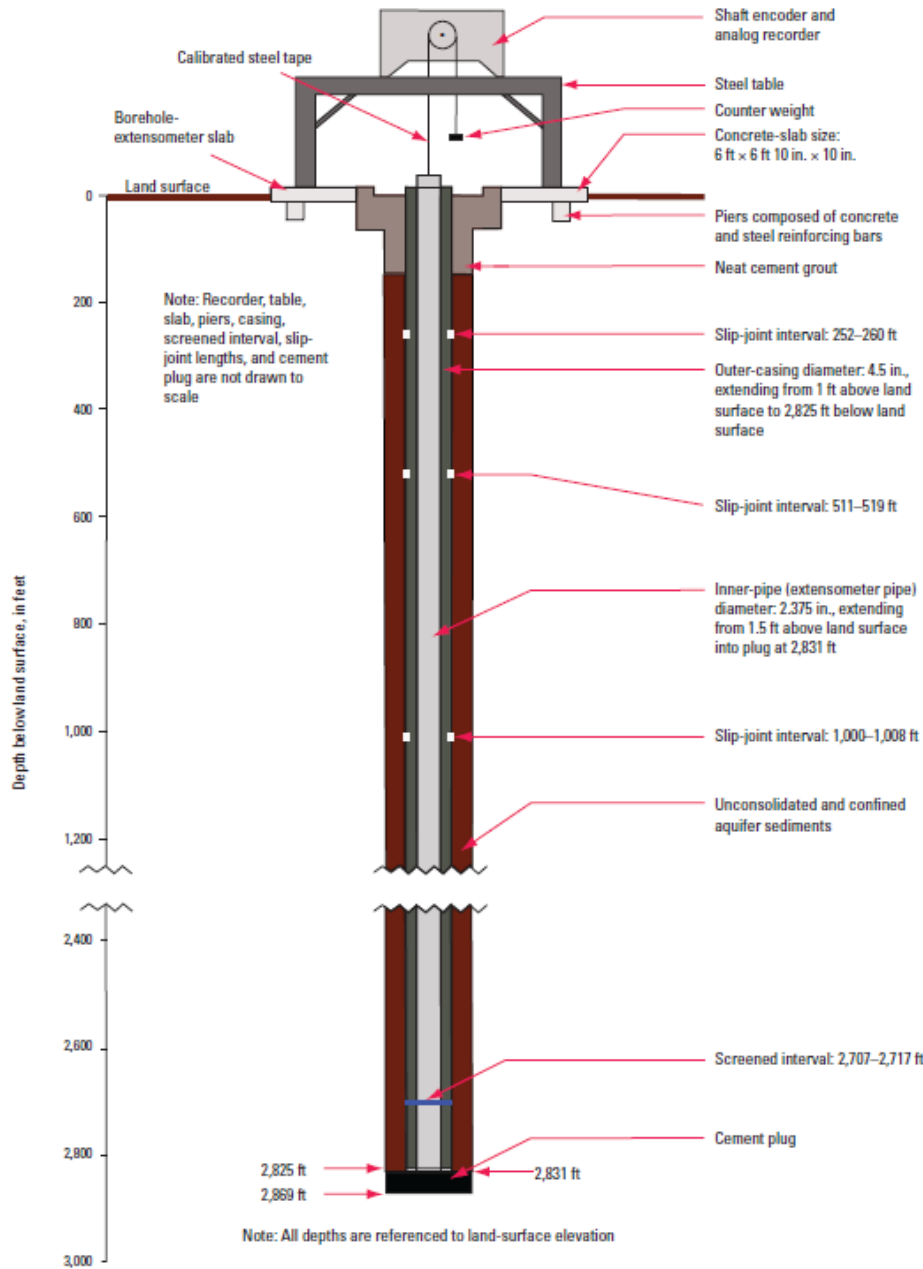 Shaft encoder and
analog recorder
Calibrated steel tape
Steel table
Counter weight
Borehole-
extensometer slab
Concrete-slab size:
6 ft × 6 ft 10 in. × 10 in.
Land surface
0
Piers composed of concrete
and steel reinforcing bars
Neat cement grout
Note: Recorder, table,
slab, piers, casing,
screened interval, slip-
joint lengths, and cement
plug are not drawn to
scale
200
Slip-joint interval: 252–260 ft
Outer-casing diameter: 4.5 in.,
extending from 1 ft above land
surface to 2,825 ft below land
surface
400
Slip-joint interval: 511–519 ft
600
Depth below land surface, in feet
Inner-pipe (extensometer pipe)
diameter: 2.375 in., extending
from 1.5 ft above land surface
into plug at 2,831 ft
800
1,000
Slip-joint interval: 1,000–1,008 ft
Unconsolidated and confined
aquifer sediments
1,200
2,400
2,600
Screened interval: 2,707–2,717 ft
Cement plug
2,800
2,825 ft
2,831 ft
2,869 ft
Note: All depths are referenced to land-surface elevation
3,000